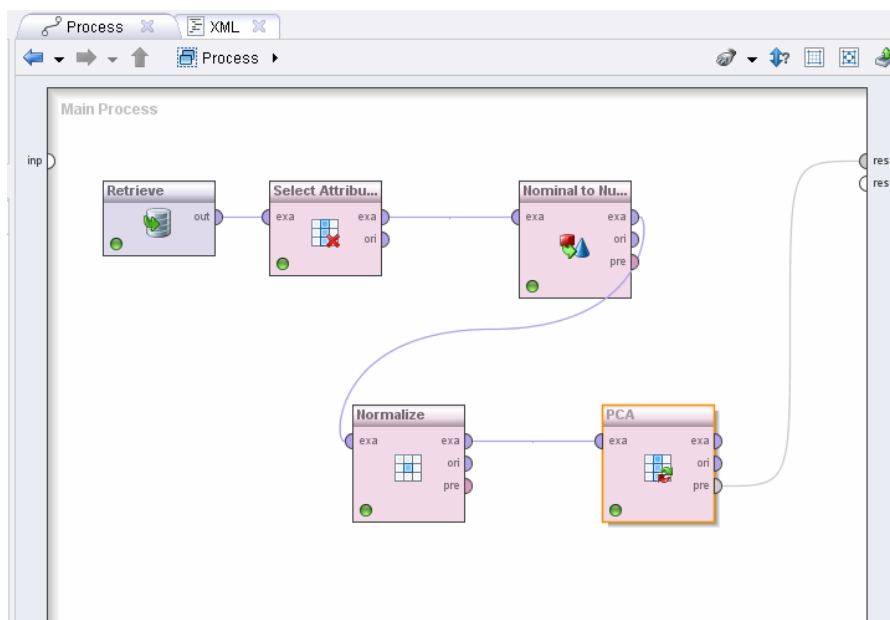 Process
XML
Process
Main Process
inp
res
res
Retrieve
out
Select Attribu...
exa
exa
ori
Nominal to Nu...
exa
exa
ori
pre
Normalize
exa
exa
ori
pre
PCA
exa
exa
ori
pre